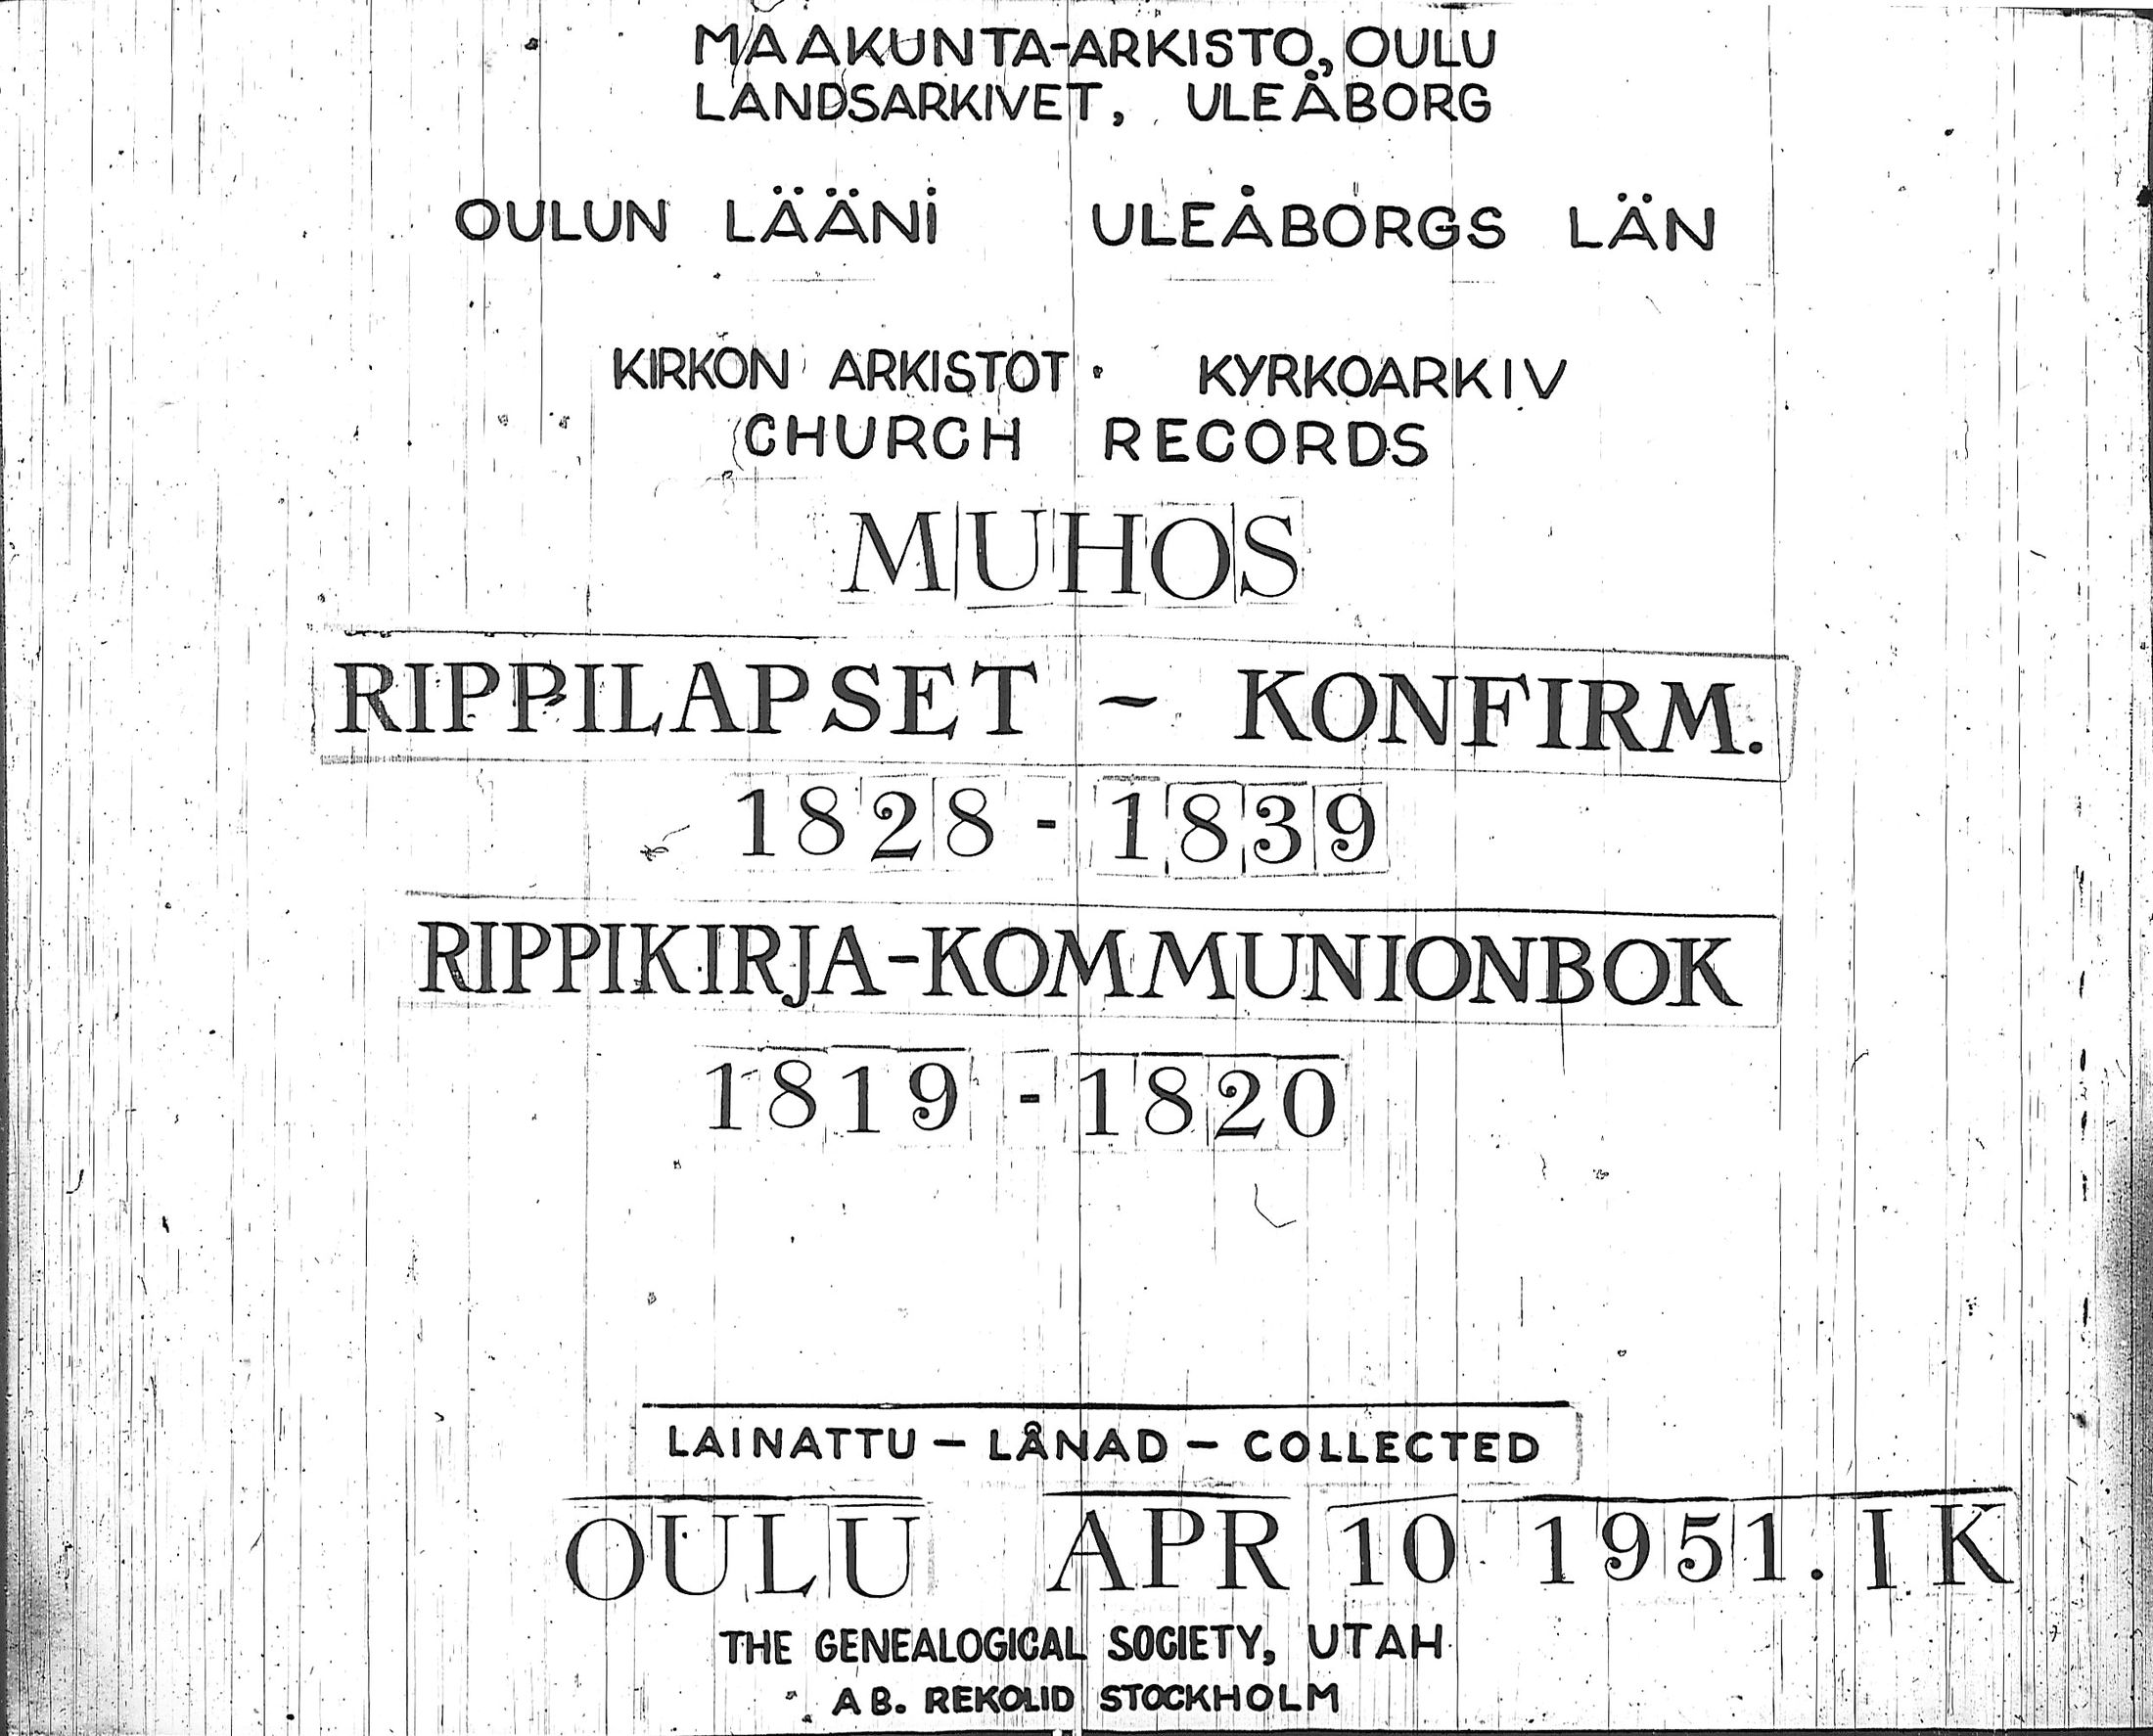 MAAKUNTA-ARKISTO, OULU
LANDSARKIVET, ULEÅBORG
OULUN LÄÄNI ULEÅBORGS LÄN
KIRKON ARKISTOT · KYRKOARKIV
CHURCH RECORDS
MUHOS
RIPPILAPSET - KONFIRM.
1828 - 1839
RIPPIKIRJA-KOMMUNIONBOK
1819 - 1820
LAINATTU - LÅNAD - COLLECTED
OULU APR 10 1951. I K
THE GENEALOGICAL SOCIETY, UTAH
AB. REKOLID STOCKHOLM